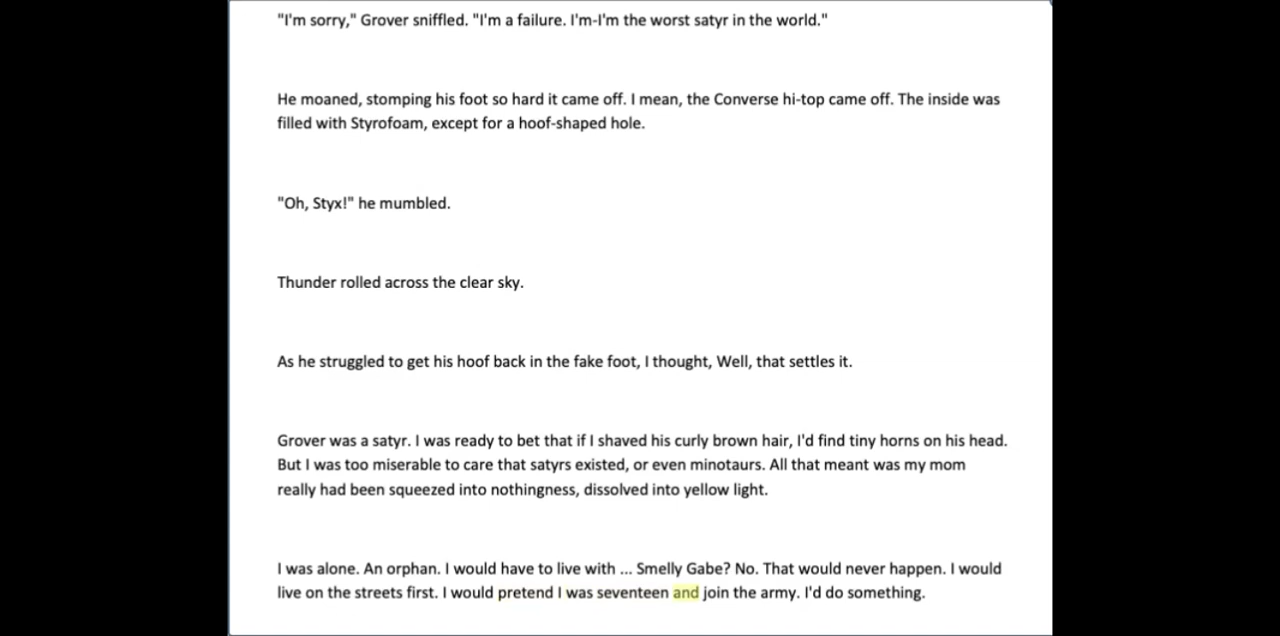 "I'm sorry," Grover sniffled. "I'm a failure. I'm-I'm the worst satyr in the world."
He moaned, stomping his foot so hard it came off. I mean, the Converse hi-top came off. The inside was
filled with Styrofoam, except for a hoof-shaped hole.
"Oh, Styx!" he mumbled.
Thunder rolled across the clear sky.
As he struggled to get his hoof back in the fake foot, I thought, Well, that settles it.
Grover was a satyr. I was ready to bet that if I shaved his curly brown hair, I'd find tiny horns on his head.
But I was too miserable to care that satyrs existed, or even minotaurs. All that meant was my mom
really had been squeezed into nothingness, dissolved into yellow light.
I was alone. An orphan. I would have to live with ... Smelly Gabe? No. That would never happen. I would
live on the streets first. I would pretend I was seventeen and join the army. I'd do something.